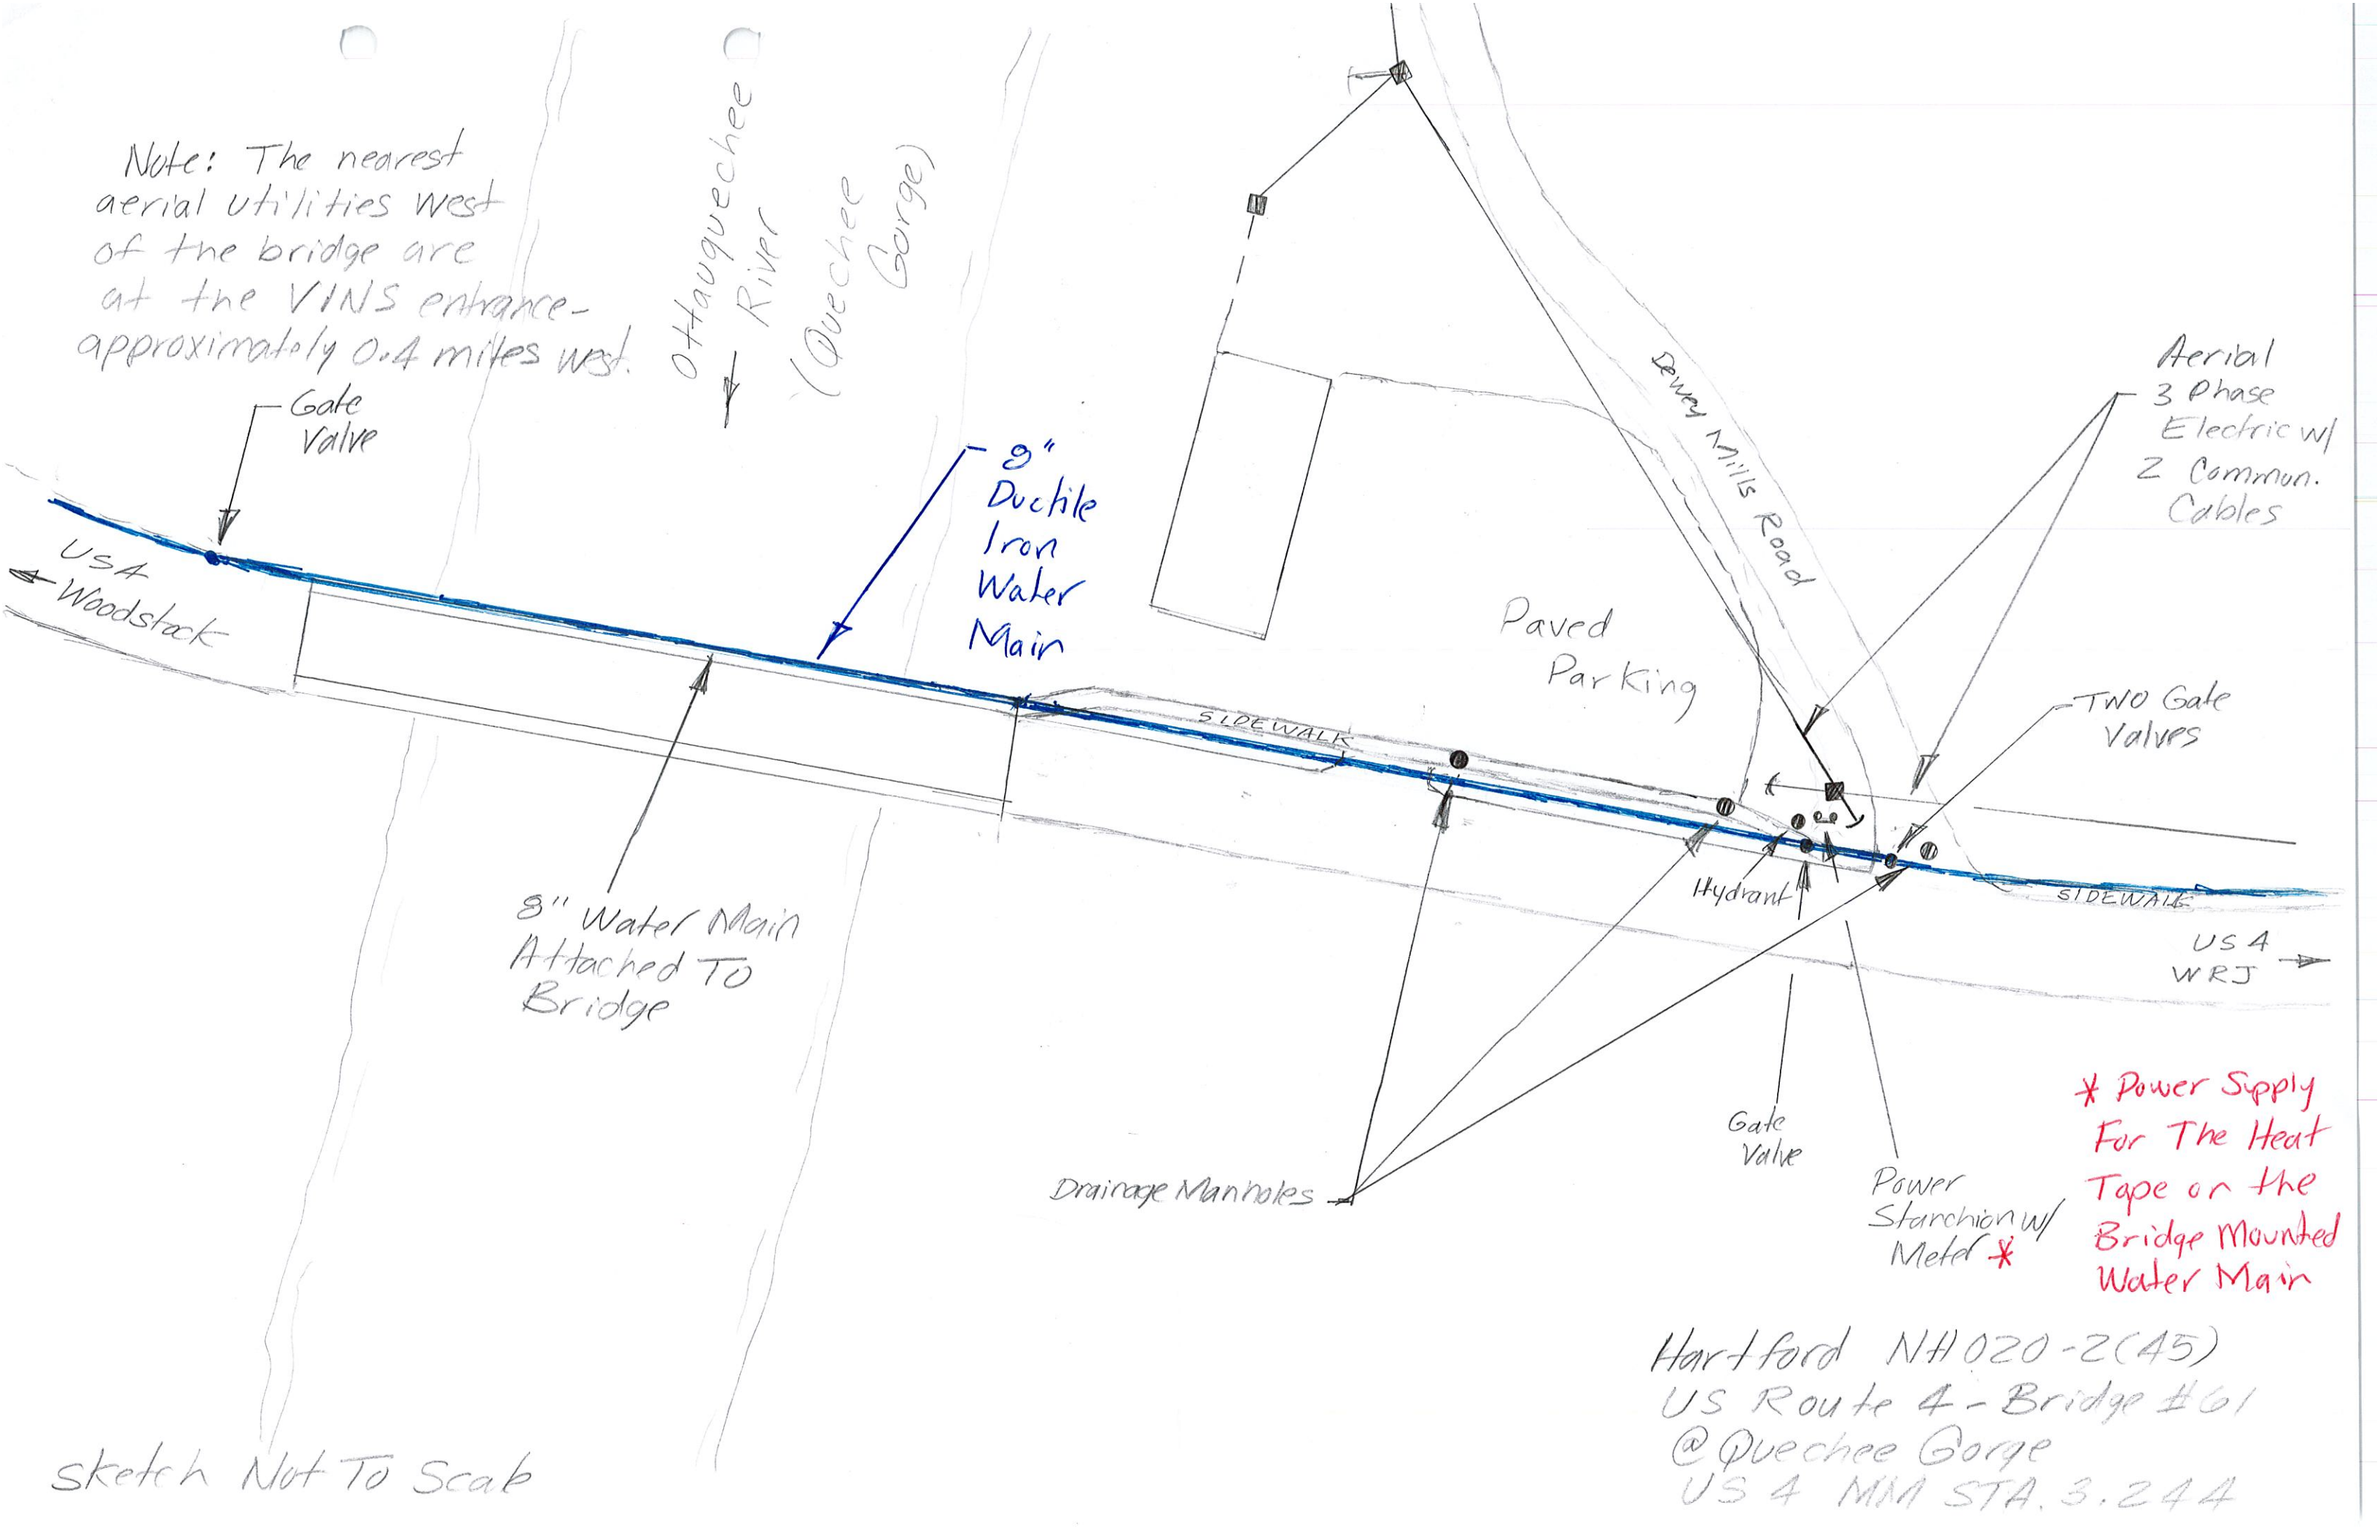 Note: The nearest
aerial utilities west
of the bridge are
at the VINS entrance-
approximately 0.4 miles west.
Gate
Valve
Ottauquechee
River
(Quechee
Gorge)
8"
Ductile
Iron
Water
Main
US4
Woodstock
8" Water Main
Attached To
Bridge
SIDEWALK
Paved
Parking
Dewey Mills Road
Aerial
3 Phase
Electric w/
2 Commun.
Cables
Two Gate
Valves
Hydrant
SIDEWALK
US 4
WRJ
Drainage Manholes
Gate
Valve
Power
Starchion w/
Meter *
* Power Supply
For The Heat
Tape on the
Bridge Mounted
Water Main
Hartford NH 020-2(45)
US Route 4 - Bridge #61
@ Quechee Gorge
US 4 MM STA. 3.244
Sketch Not To Scale